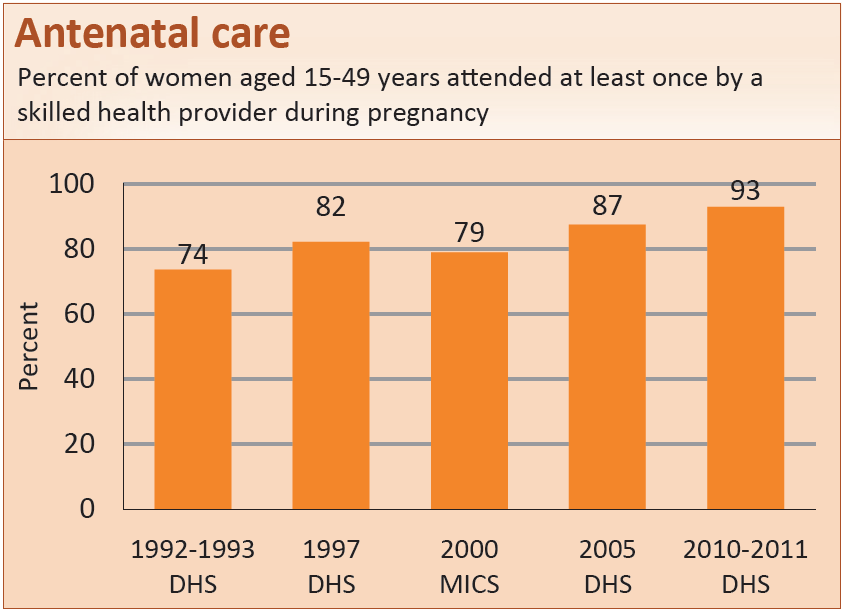 Antenatal care
Percent of women aged 15-49 years attended at least once by a
skilled health provider during pregnancy
100
80
60
40
20
0
Percent
74
82
79
87
93
1992-1993
DHS
1997
DHS
2000
MICS
2005
DHS
2010-2011
DHS